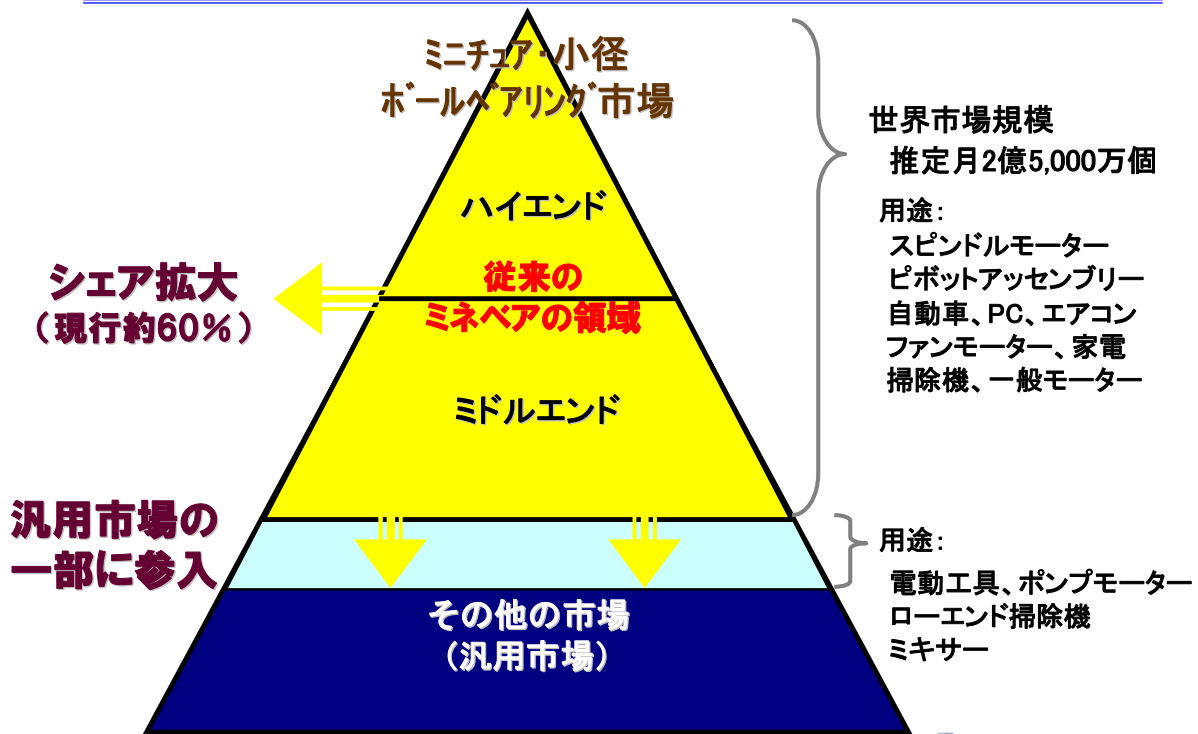 ミニチュア・小径
ボールベアリング市場
ハイエンド
従来の
ミネベアの領域
ミドルエンド
シェア拡大
（現行約60％）
汎用市場の
一部に参入
その他の市場
（汎用市場）
世界市場規模
推定月2億5,000万個
用途：
スピンドルモーター
ピボットアッセンブリー
自動車、PC、エアコン
ファンモーター、家電
掃除機、一般モーター
用途：
電動工具、ポンプモーター
ローエンド掃除機
ミキサー